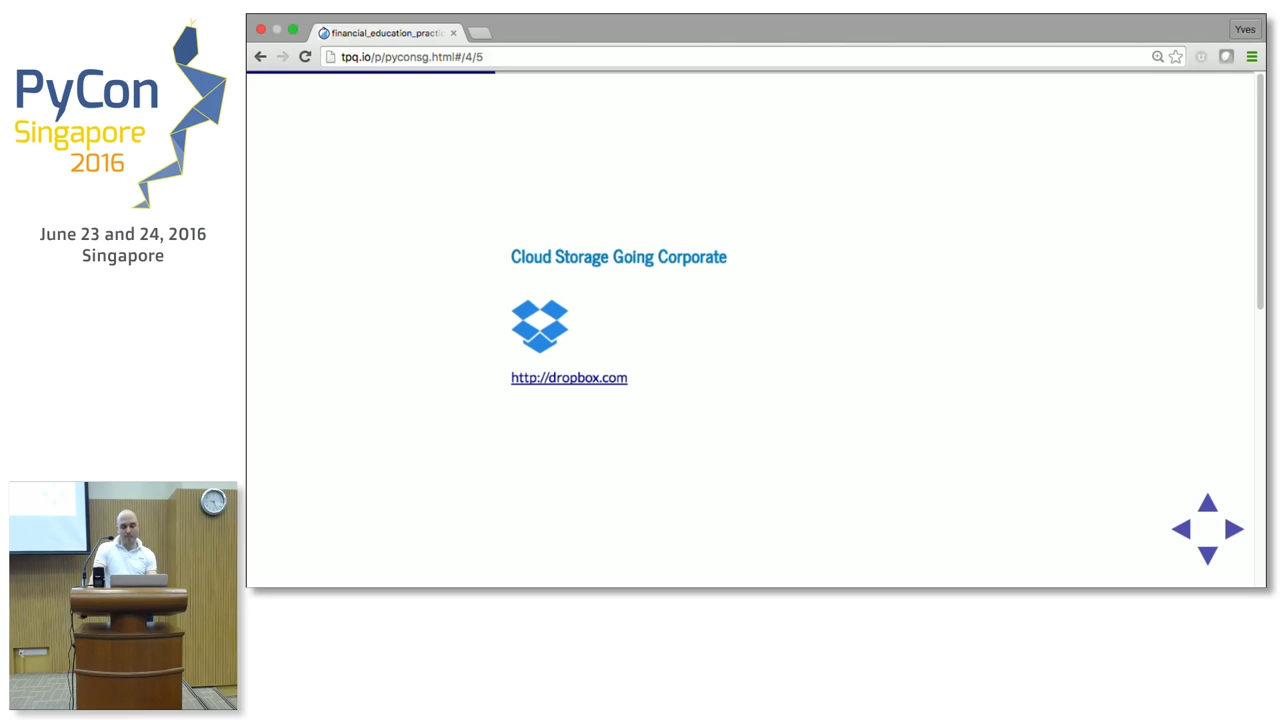 PyCon
Singapore
2016
June 23 and 24, 2016
Singapore
financial_education_practic
Yves
tpq.io/p/pyconsg.html#/4/5
Cloud Storage Going Corporate
http://dropbox.com